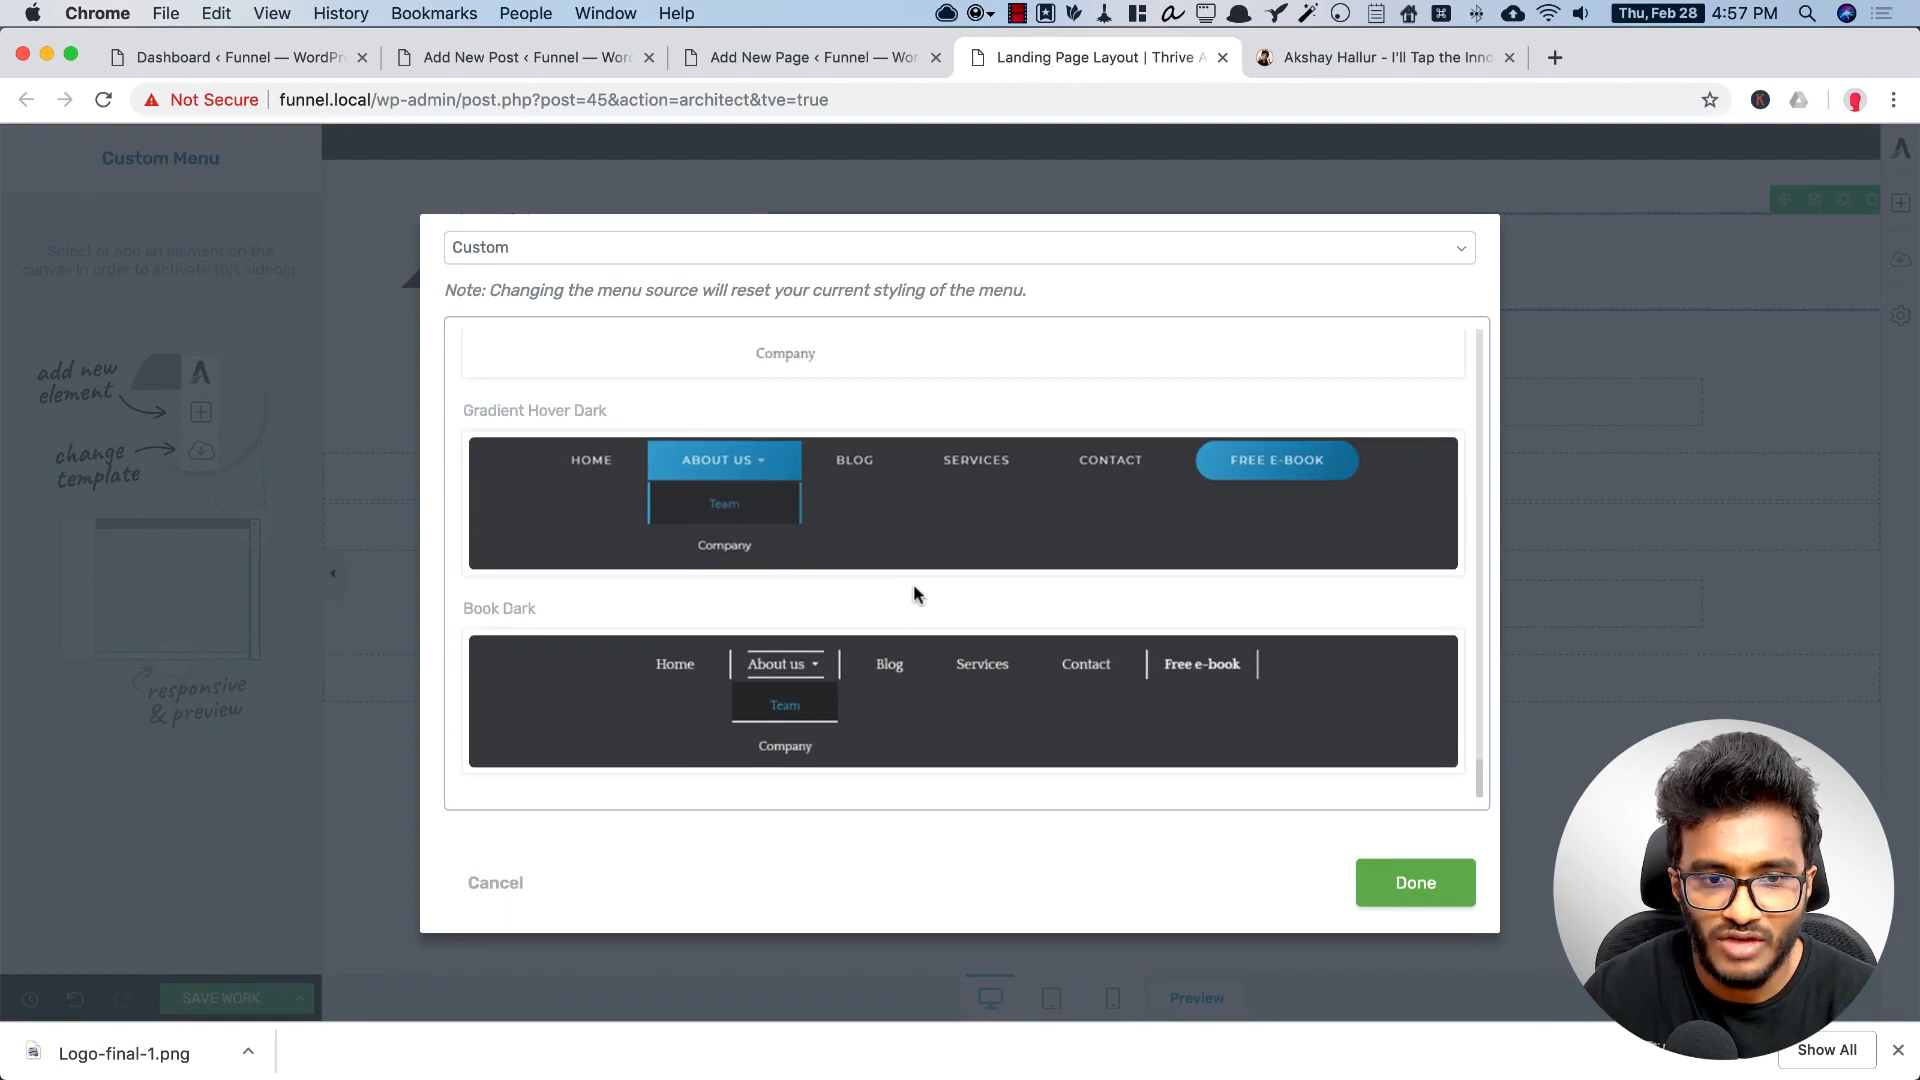 Chrome File Edit View History Bookmarks People Window Help
Thu, Feb 28 4:57 PM
Dashboard ‹ Funnel — WordPr
Add New Post ‹ Funnel — Wor
Add New Page ‹ Funnel — Wor
Landing Page Layout | Thrive A
Akshay Hallur - I'll Tap the Inno
Not Secure
funnel.local/wp-admin/post.php?post=45&action=architect&tve=true
Custom Menu
Select or add an element on the
canvas in order to activate this sidebar.
add new
element
change
template
responsive
& preview
Custom
Note: Changing the menu source will reset your current styling of the menu.
Company
Gradient Hover Dark
HOME ABOUT US BLOG SERVICES CONTACT FREE E-BOOK
Team
Company
Book Dark
Home About us Blog Services Contact Free e-book
Team
Company
Cancel
Done
SAVE WORK
Preview
Logo-final-1.png
Show All